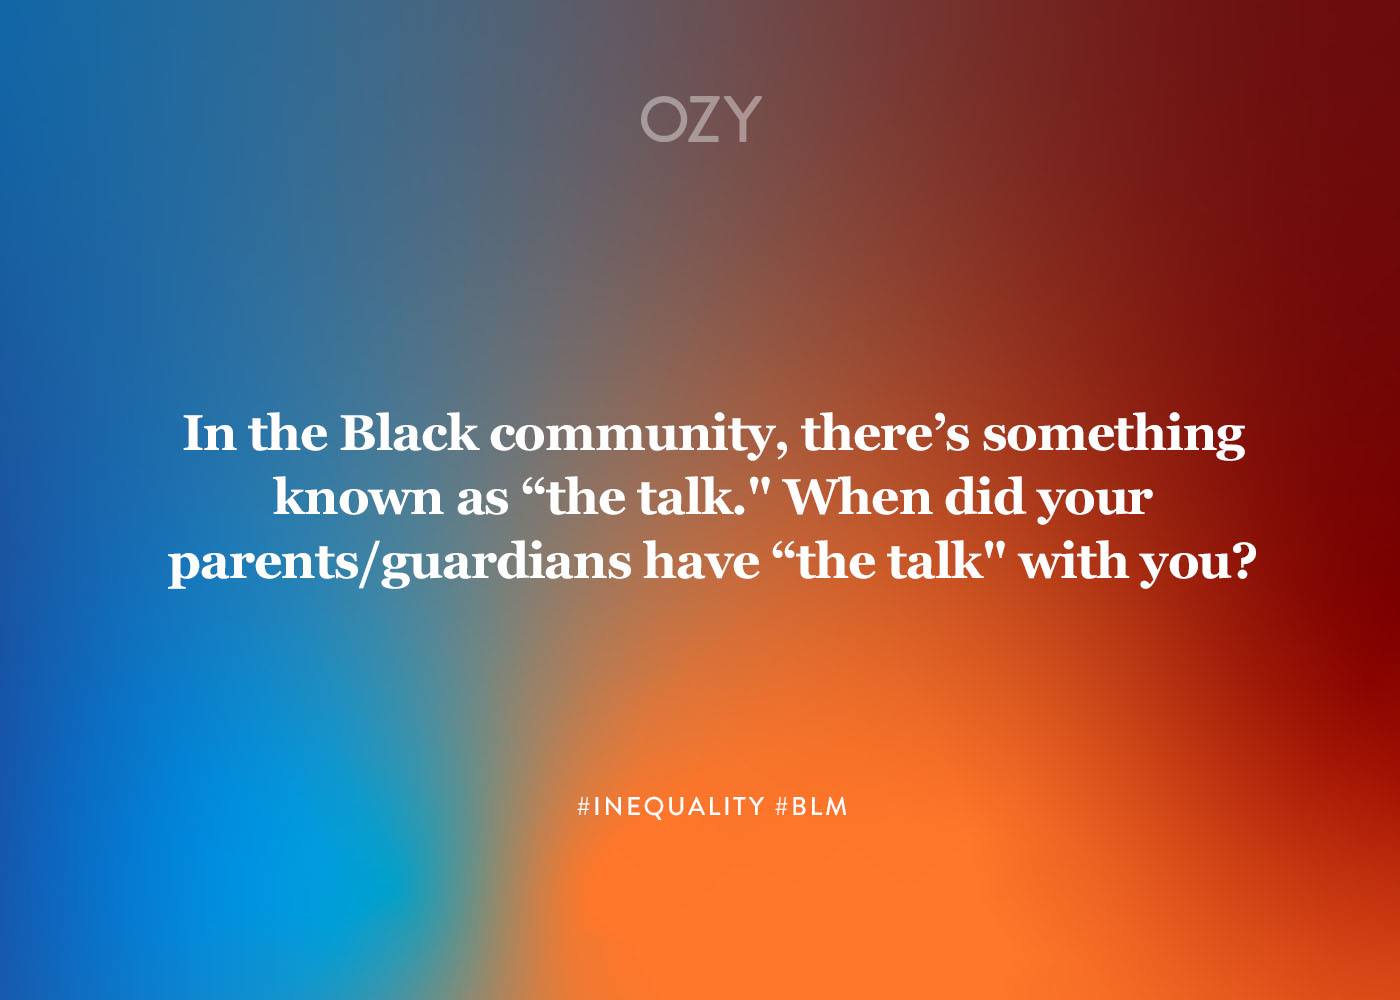 OZY
In the Black community, there’s something
known as “the talk." When did your
parents/guardians have “the talk" with you?
#INEQUALITY #BLM